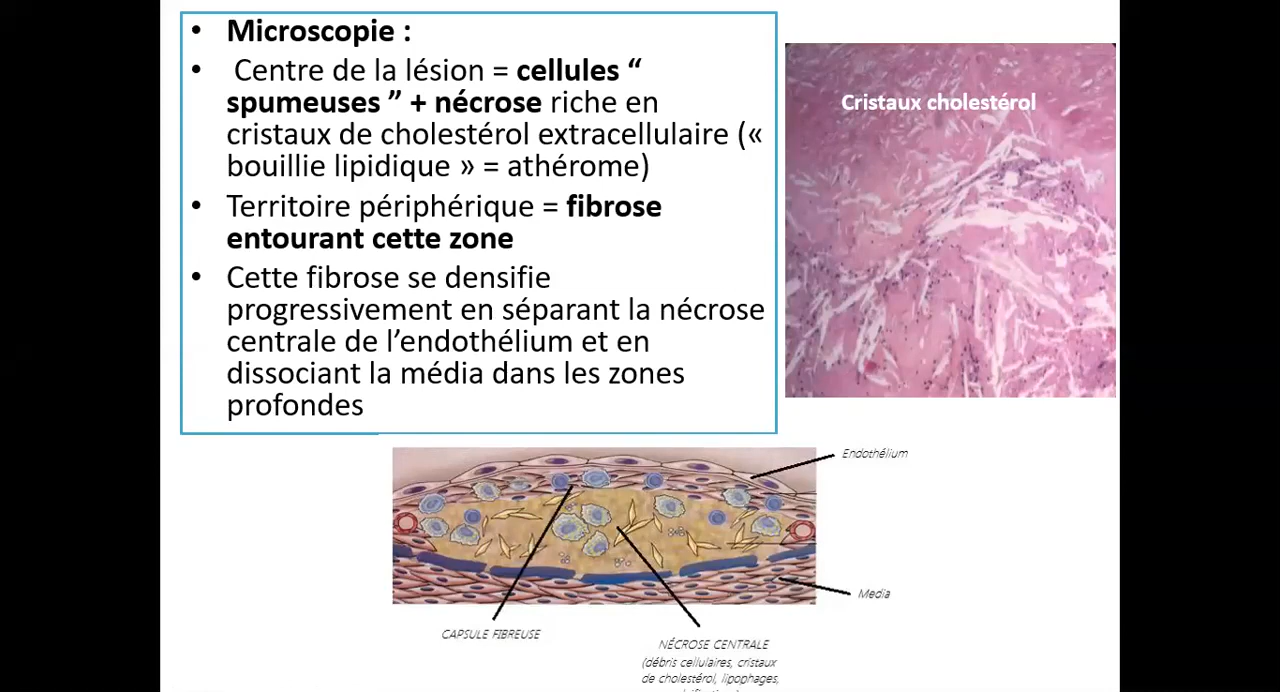 • Microscopie :
• Centre de la lésion = cellules “
spumeuses ” + nécrose riche en
cristaux de cholestérol extracellulaire («
bouillie lipidique » = athérome)
• Territoire périphérique = fibrose
entourant cette zone
• Cette fibrose se densifie
progressivement en séparant la nécrose
centrale de l’endothélium et en
dissociant la média dans les zones
profondes
Cristaux cholestérol
Endothélium
Media
CAPSULE FIBREUSE
NÉCROSE CENTRALE
(débris cellulaires, cristaux
de cholestérol, lipophages,